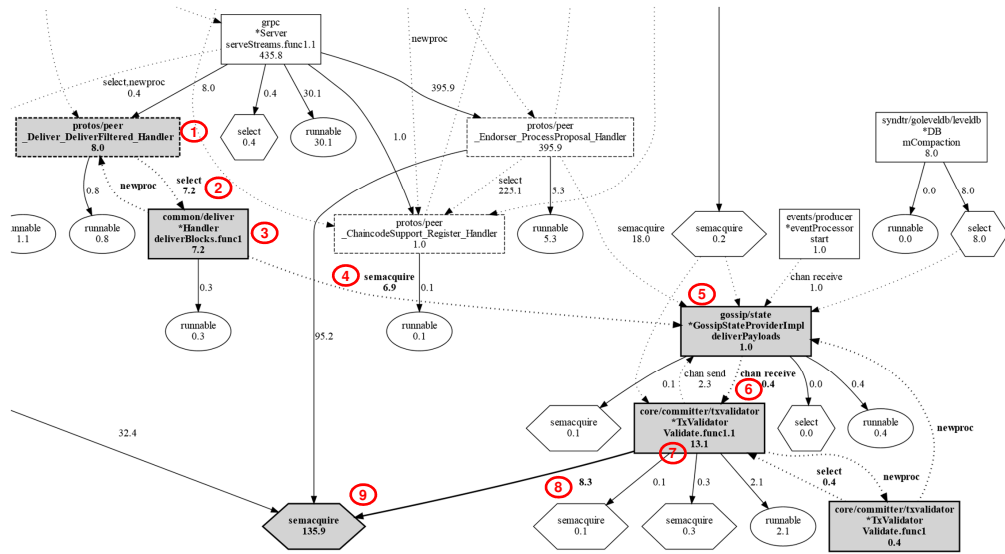 grpc
*Server
serveStreams.func1.1
435.8
newproc
select,newproc
0.4
8.0
0.4
30.1
395.9
1.0
select
0.4
runnable
30.1
protos/peer
_Deliver_DeliverFiltered_Handler
8.0
1
protos/peer
_Endorser_ProcessProposal_Handler
395.9
syndtr/goleveldb/leveldb
*DB
mCompaction
8.0
0.8
newproc
select
7.2
2
select
225.1
5.3
0.0
8.0
unnable
1.1
runnable
0.8
common/deliver
*Handler
deliverBlocks.func1
7.2
3
protos/peer
_ChaincodeSupport_Register_Handler
1.0
runnable
5.3
semacquire
18.0
semacquire
0.2
events/producer
*eventProcessor
start
1.0
runnable
0.0
select
8.0
0.3
4
semacquire
6.9
0.1
chan receive
1.0
runnable
0.3
runnable
0.1
5
gossip/state
*GossipStateProviderImpl
deliverPayloads
1.0
95.2
0.1
chan send
2.3
chan receive
0.4
6
0.0
0.4
semacquire
0.1
core/committer/txvalidator
*TxValidator
Validate.func1.1
13.1
select
0.0
runnable
0.4
newproc
32.4
7
8
8.3
0.1
0.3
2.1
select
0.4
newproc
9
semacquire
135.9
semacquire
0.1
semacquire
0.3
runnable
2.1
core/committer/txvalidator
*TxValidator
Validate.func1
0.4